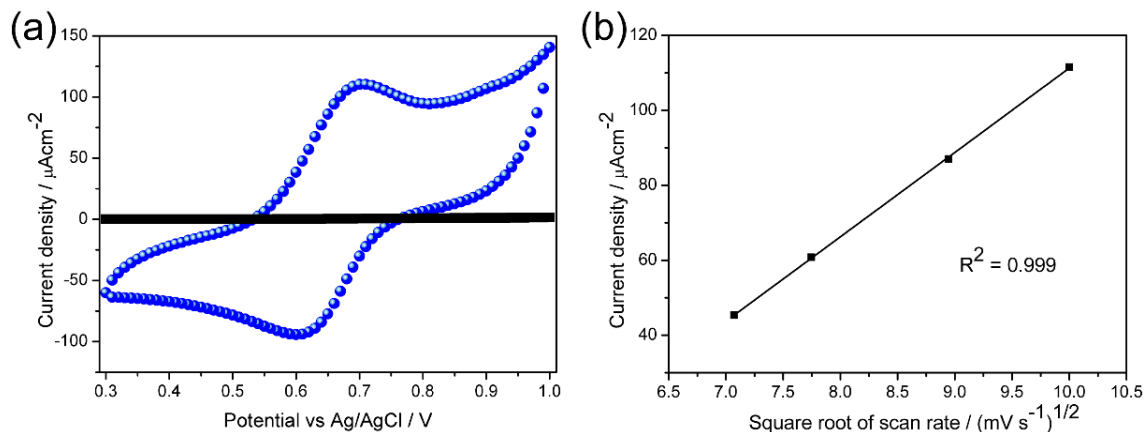 (a)
150
100
50
0
-50
-100
Current density / μAcm-2
0.3 0.4 0.5 0.6 0.7 0.8 0.9 1.0
Potential vs Ag/AgCl / V
(b)
120
100
80
60
40
Current density / μAcm-2
R2 = 0.999
6.5 7.0 7.5 8.0 8.5 9.0 9.5 10.0 10.5
Square root of scan rate / (mV s-1)1/2